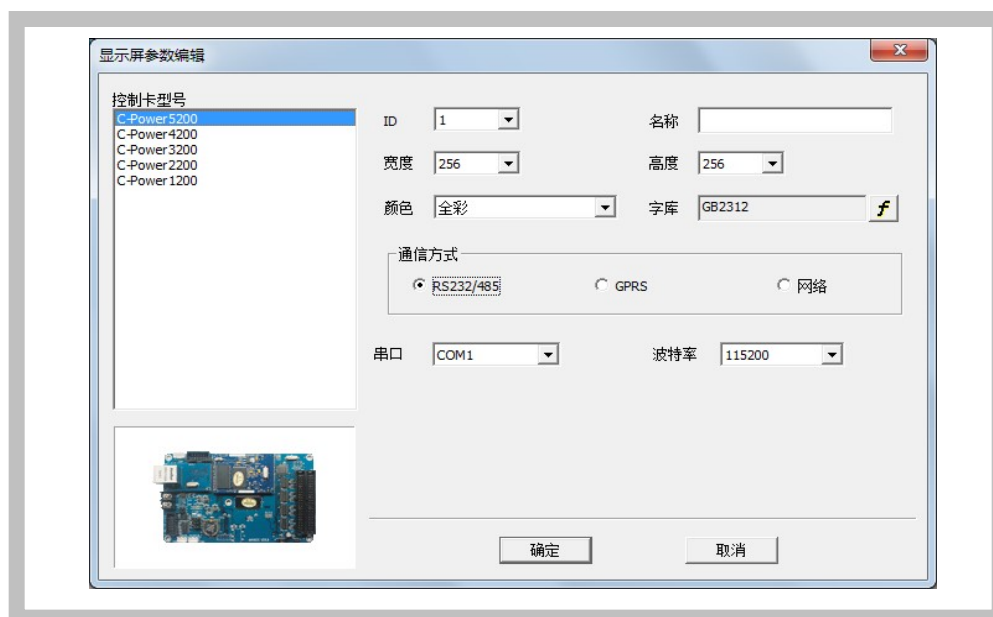 显示屏参数编辑
控制卡型号
C-Power5200
C-Power4200
C-Power3200
C-Power2200
C-Power1200
ID 1 名称
宽度 256 高度 256
颜色 全彩 字库 GB2312 f
通信方式
RS232/485 GPRS 网络
串口 COM1 波特率 115200
确定 取消